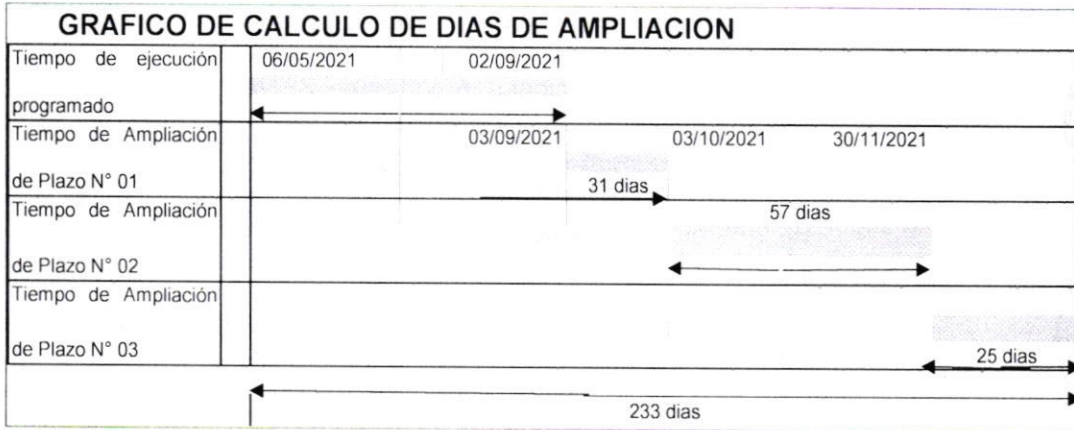 GRAFICO DE CALCULO DE DIAS DE AMPLIACION
Tiempo de ejecución
programado
06/05/2021 02/09/2021
Tiempo de Ampliación
de Plazo N° 01
03/09/2021 03/10/2021 30/11/2021
31 dias
Tiempo de Ampliación
de Plazo N° 02
57 dias
Tiempo de Ampliación
de Plazo N° 03
25 dias
233 dias